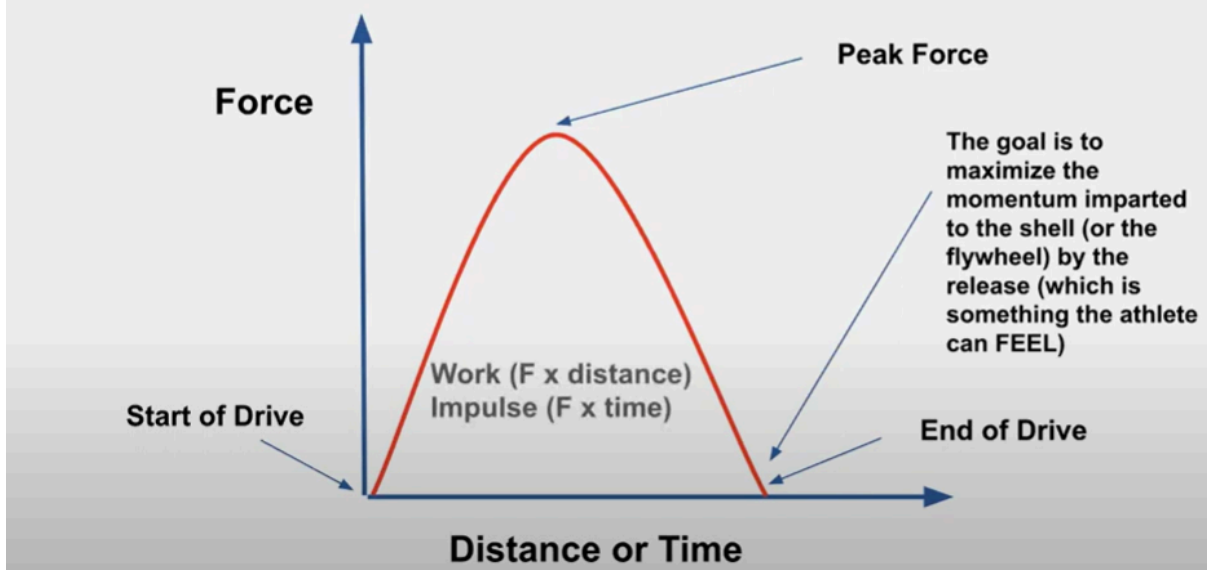 Peak Force
Force
The goal is to
maximize the
momentum imparted
to the shell (or the
flywheel) by the
release (which is
something the athlete
can FEEL)
Work (F x distance)
Impulse (F x time)
Start of Drive
End of Drive
Distance or Time